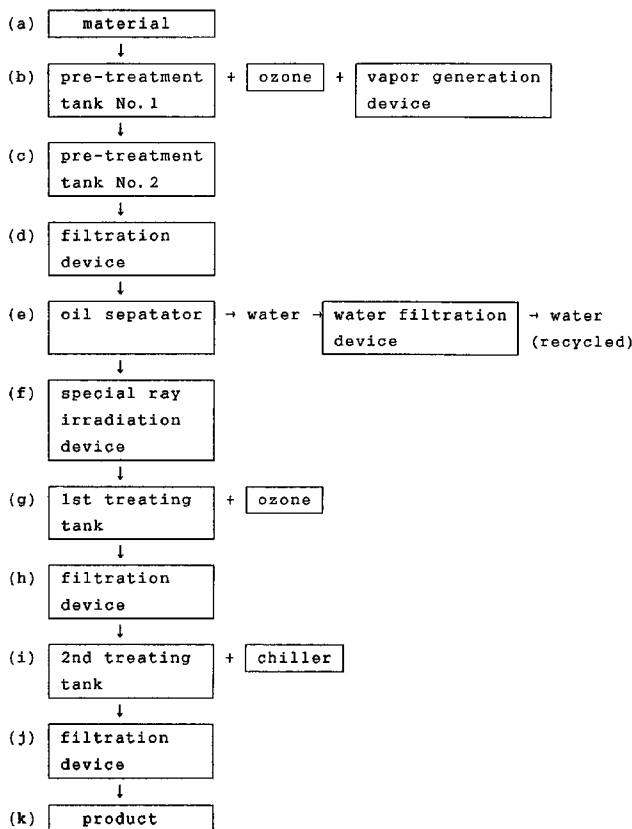 (a) material
↓
(b) pre-treatment tank No.1 + ozone + vapor generation device
↓
(c) pre-treatment tank No.2
↓
(d) filtration device
↓
(e) oil sepatator → water → water filtration device → water (recycled)
↓
(f) special ray irradiation device
↓
(g) 1st treating tank + ozone
↓
(h) filtration device
↓
(i) 2nd treating tank + chiller
↓
(j) filtration device
↓
(k) product